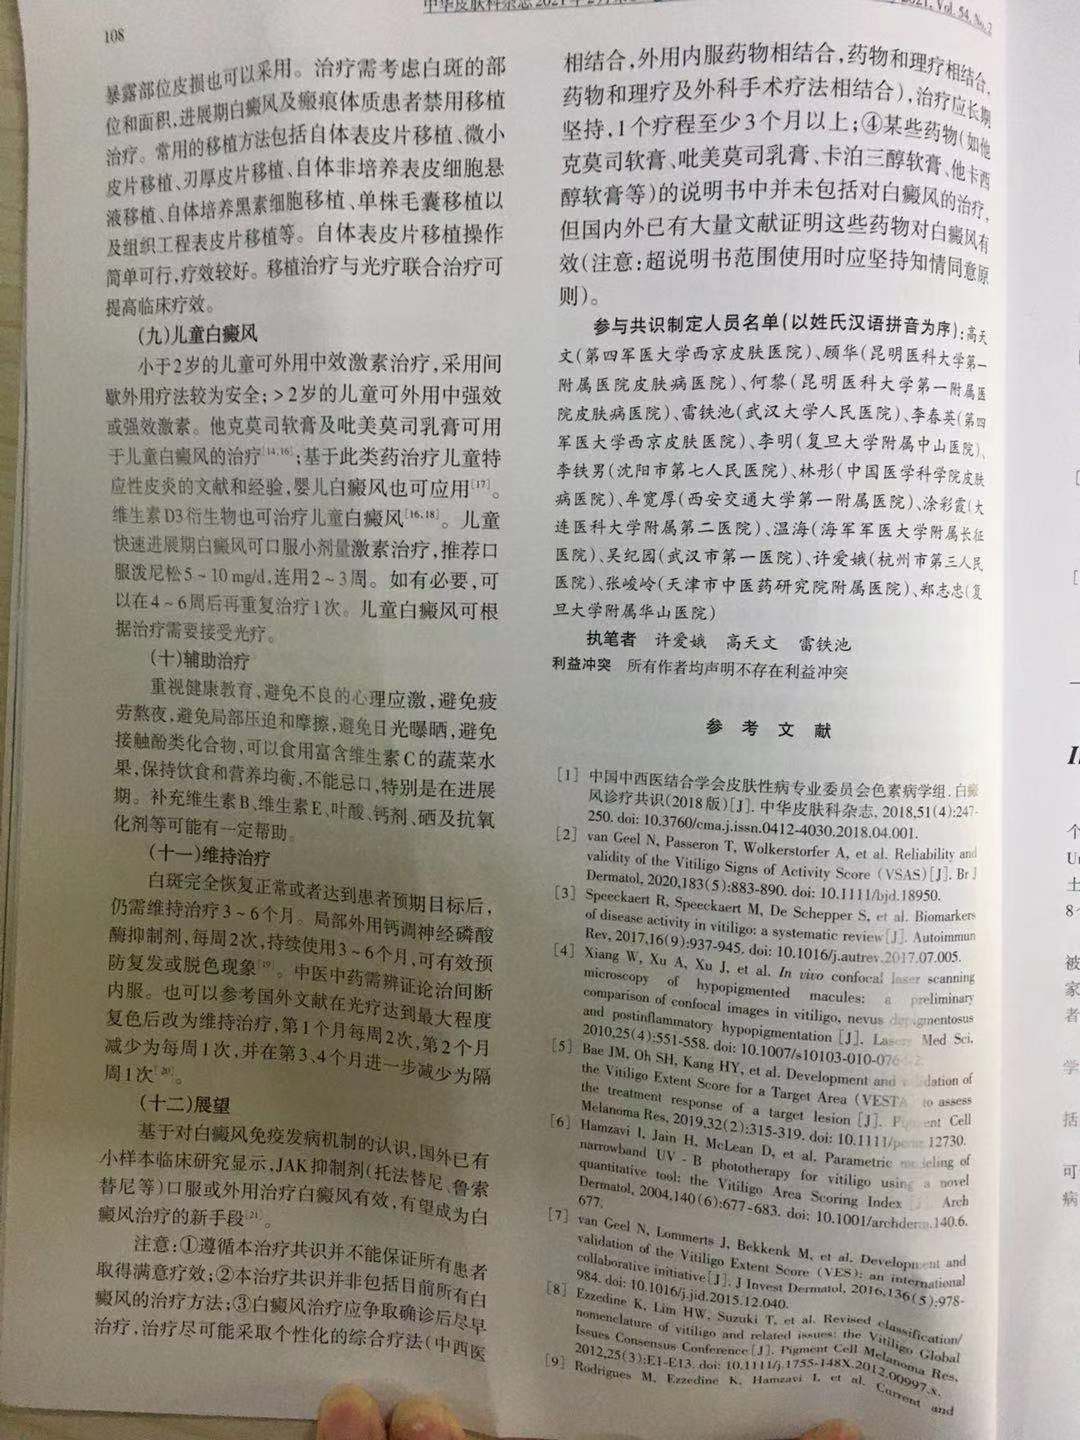 108
中华皮肤科杂志 2021年2月第
2021, Vol. 54, No. 2
暴露部位皮损也可以采用。治疗需考虑白斑的部
位和面积,进展期白癜风及瘢痕体质患者禁用移植
治疗。常用的移植方法包括自体表皮片移植、微小
皮片移植、刃厚皮片移植、自体非培养表皮细胞悬
液移植、自体培养黑素细胞移植、单株毛囊移植以
及组织工程表皮片移植等。自体表皮片移植操作
简单可行,疗效较好。移植治疗与光疗联合治疗可
提高临床疗效。
(九)儿童白癜风
小于2岁的儿童可外用中效激素治疗,采用间
歇外用疗法较为安全;>2岁的儿童可外用中强效
或强效激素。他克莫司软膏及吡美莫司乳膏可用
于儿童白癜风的治疗[14,16];基于此类药治疗儿童特
应性皮炎的文献和经验,婴儿白癜风也可应用[17]。
维生素D3衍生物也可治疗儿童白癜风[16,18]。儿童
快速进展期白癜风可口服小剂量激素治疗,推荐口
服泼尼松5~10 mg/d,连用2~3周。如有必要,可
以在4~6周后再重复治疗1次。儿童白癜风可根
据治疗需要接受光疗。
(十)辅助治疗
重视健康教育,避免不良的心理应激,避免疲
劳熬夜,避免局部压迫和摩擦,避免日光曝晒,避免
接触酚类化合物,可以食用富含维生素C的蔬菜水
果,保持饮食和营养均衡,不能忌口,特别是在进展
期。补充维生素B、维生素E、叶酸、钙剂、硒及抗氧
化剂等可能有一定帮助。
(十一)维持治疗
白斑完全恢复正常或者达到患者预期目标后,
仍需维持治疗3~6个月。局部外用钙调神经磷酸
酶抑制剂,每周2次,持续使用3~6个月,可有效预
防复发或脱色现象[19]。中医中药需辨证论治间断
内服。也可以参考国外文献在光疗达到最大程度
复色后改为维持治疗,第1个月每周2次,第2个月
减少为每周1次,并在第3、4个月进一步减少为隔
周1次[20]。
(十二)展望
基于对白癜风免疫发病机制的认识,国外已有
小样本临床研究显示,JAK抑制剂(托法替尼、鲁索
替尼等)口服或外用治疗白癜风有效,有望成为白
癜风治疗的新手段[21]。
注意:①遵循本治疗共识并不能保证所有患者
取得满意疗效;②本治疗共识并非包括目前所有白
癜风的治疗方法;③白癜风治疗应争取确诊后尽早
治疗,治疗尽可能采取个性化的综合疗法(中西医
相结合,外用内服药物相结合,药物和理疗相结合,
药物和理疗及外科手术疗法相结合),治疗应长期
坚持,1个疗程至少3个月以上;④某些药物(如他
克莫司软膏、吡美莫司乳膏、卡泊三醇软膏、他卡西
醇软膏等)的说明书中并未包括对白癜风的治疗,
但国内外已有大量文献证明这些药物对白癜风有
效(注意:超说明书范围使用时应坚持知情同意原
则)。
参与共识制定人员名单(以姓氏汉语拼音为序):高天
文(第四军医大学西京皮肤医院)、顾华(昆明医科大学第一
附属医院皮肤病医院)、何黎(昆明医科大学第一附属医
院皮肤病医院)、雷铁池(武汉大学人民医院)、李春英(第四
军医大学西京皮肤医院)、李明(复旦大学附属中山医院)、
李铁男(沈阳市第七人民医院)、林彤(中国医学科学院皮肤
病医院)、牟宽厚(西安交通大学第一附属医院)、涂彩霞(大
连医科大学附属第二医院)、温海(海军军医大学附属长征
医院)、吴纪园(武汉市第一医院)、许爱娥(杭州市第三人民
医院)、张峻岭(天津市中医药研究院附属医院)、郑志忠(复
旦大学附属华山医院)
执笔者 许爱娥 高天文 雷铁池
利益冲突 所有作者均声明不存在利益冲突
参 考 文 献
[1] 中国中西医结合学会皮肤性病专业委员会色素病学组. 白癜
风诊疗共识(2018版)[J]. 中华皮肤科杂志, 2018,51(4):247-
250. doi: 10.3760/cma.j.issn.0412-4030.2018.04.001.
[2] van Geel N, Passeron T, Wolkerstorfer A, et al. Reliability and
validity of the Vitiligo Signs of Activity Score (VSAS)[J]. Br J
Dermatol, 2020,183(5):883-890. doi: 10.1111/bjd.18950.
[3] Speeckaert R, Speeckaert M, De Schepper S, et al. Biomarkers
of disease activity in vitiligo: a systematic review[J]. Autoimmun
Rev, 2017,16(9):937-945. doi: 10.1016/j.autrev.2017.07.005.
[4] Xiang W, Xu A, Xu J, et al. In vivo confocal laser scanning
microscopy of hypopigmented macules: a preliminary
comparison of confocal images in vitiligo, nevus depigmentosus
and postinflammatory hypopigmentation [J]. Lasers Med Sci,
2010,25(4):551-558. doi: 10.1007/s10103-010-076
[5] Bae JM, Oh SH, Kang HY, et al. Development and validation of
the Vitiligo Extent Score for a Target Area (VESTA) to assess
the treatment response of a target lesion [J]. Pigment Cell
Melanoma Res, 2019,32(2):315-319. doi: 10.1111/pcmr.12730.
[6] Hamzavi I, Jain H, McLean D, et al. Parametric modeling of
narrowband UV-B phototherapy for vitiligo using a novel
quantitative tool: the Vitiligo Area Scoring Index [J]. Arch
Dermatol, 2004,140(6):677-683. doi: 10.1001/archderm.140.6.
677.
[7] van Geel N, Lommerts J, Bekkenk M, et al. Development and
validation of the Vitiligo Extent Score (VES): an international
collaborative initiative[J]. J Invest Dermatol, 2016,136(5):978-
984. doi: 10.1016/j.jid.2015.12.040.
[8] Ezzedine K, Lim HW, Suzuki T, et al. Revised classification/
nomenclature of vitiligo and related issues: the Vitiligo Global
Issues Consensus Conference[J]. Pigment Cell Melanoma Res,
2012,25(3):E1-E13. doi: 10.1111/j.1755-148X.2012.00997.x.
[9] Rodrigues M, Ezzedine K, Hamzavi I, et al. Current and